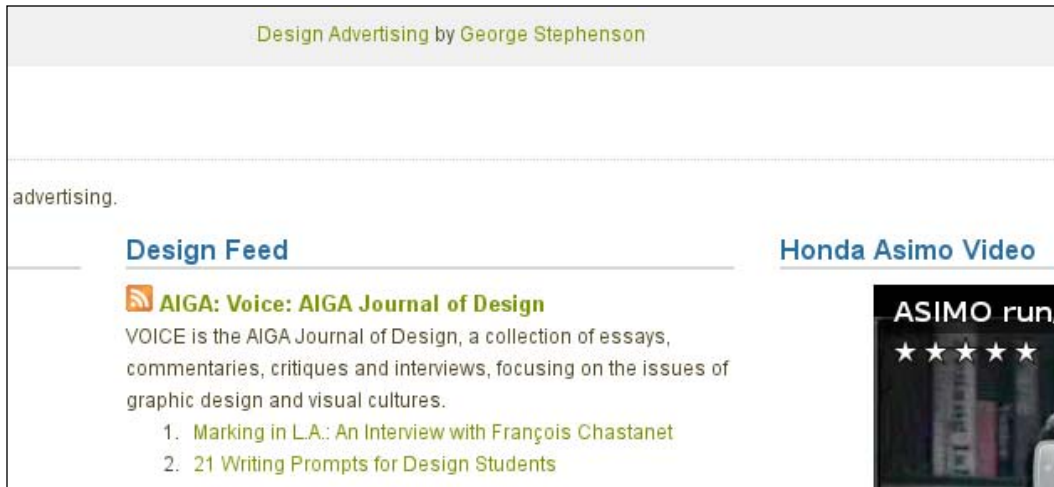 Design Advertising by George Stephenson
advertising.
Design Feed
AIGA: Voice: AIGA Journal of Design
VOICE is the AIGA Journal of Design, a collection of essays,
commentaries, critiques and interviews, focusing on the issues of
graphic design and visual cultures.
1. Marking in L.A.: An Interview with François Chastanet
2. 21 Writing Prompts for Design Students
Honda Asimo Video
ASIMO run